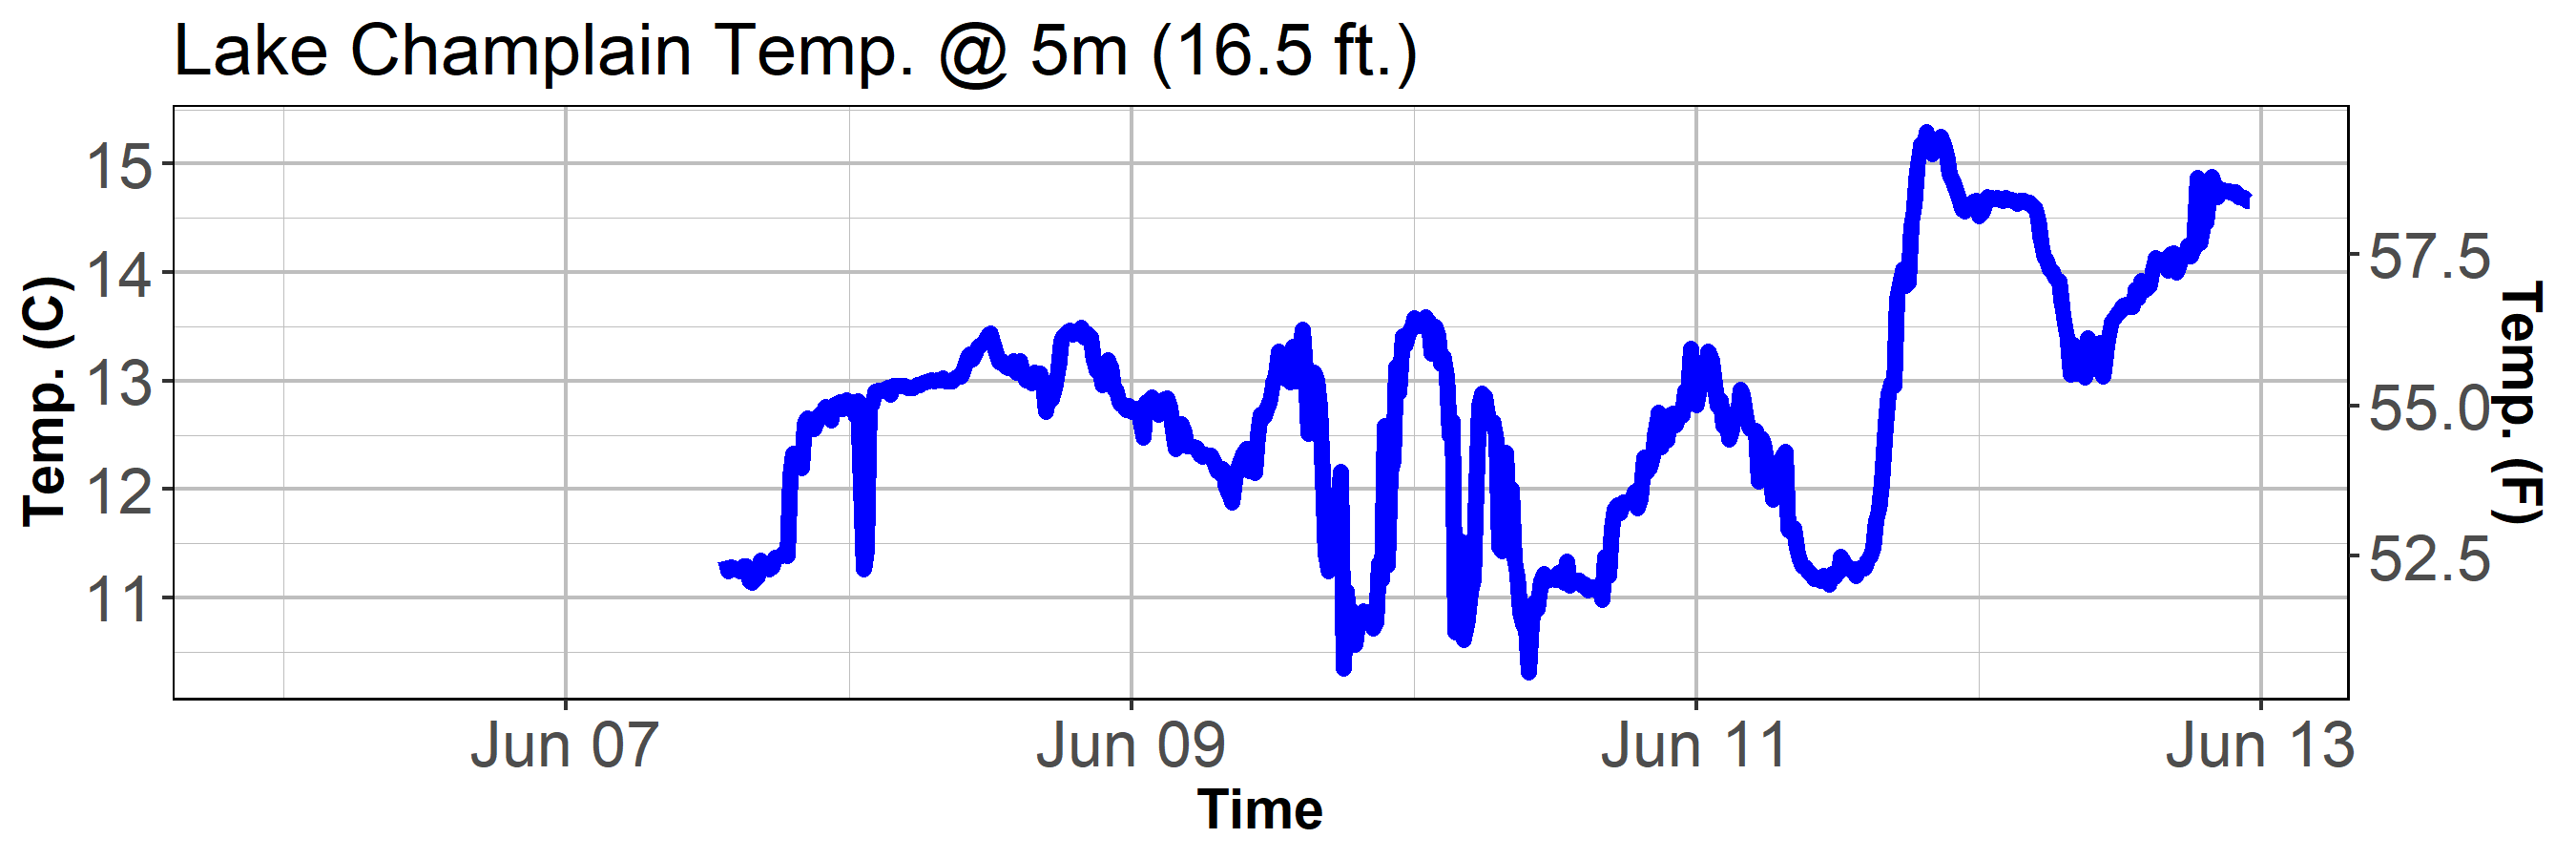 Lake Champlain Temp. @ 5m (16.5 ft.)
Temp. (C)
15
14
13
12
11
57.5
55.0
52.5
Temp. (F)
Jun 07
Jun 09
Jun 11
Jun 13
Time